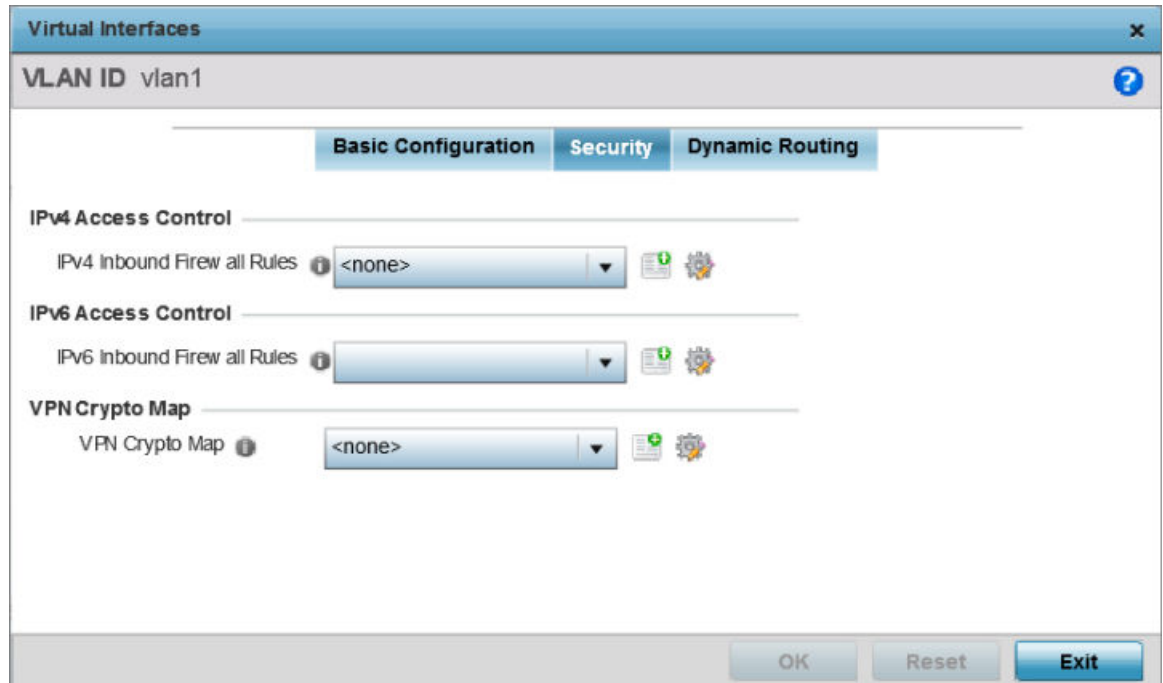 Virtual Interfaces
VLAN ID vlan1
?
Basic Configuration Security Dynamic Routing
IPv4 Access Control
IPv4 Inbound Firew all Rules i <none>
IPv6 Access Control
IPv6 Inbound Firew all Rules i
VPN Crypto Map
VPN Crypto Map i <none>
OK Reset Exit